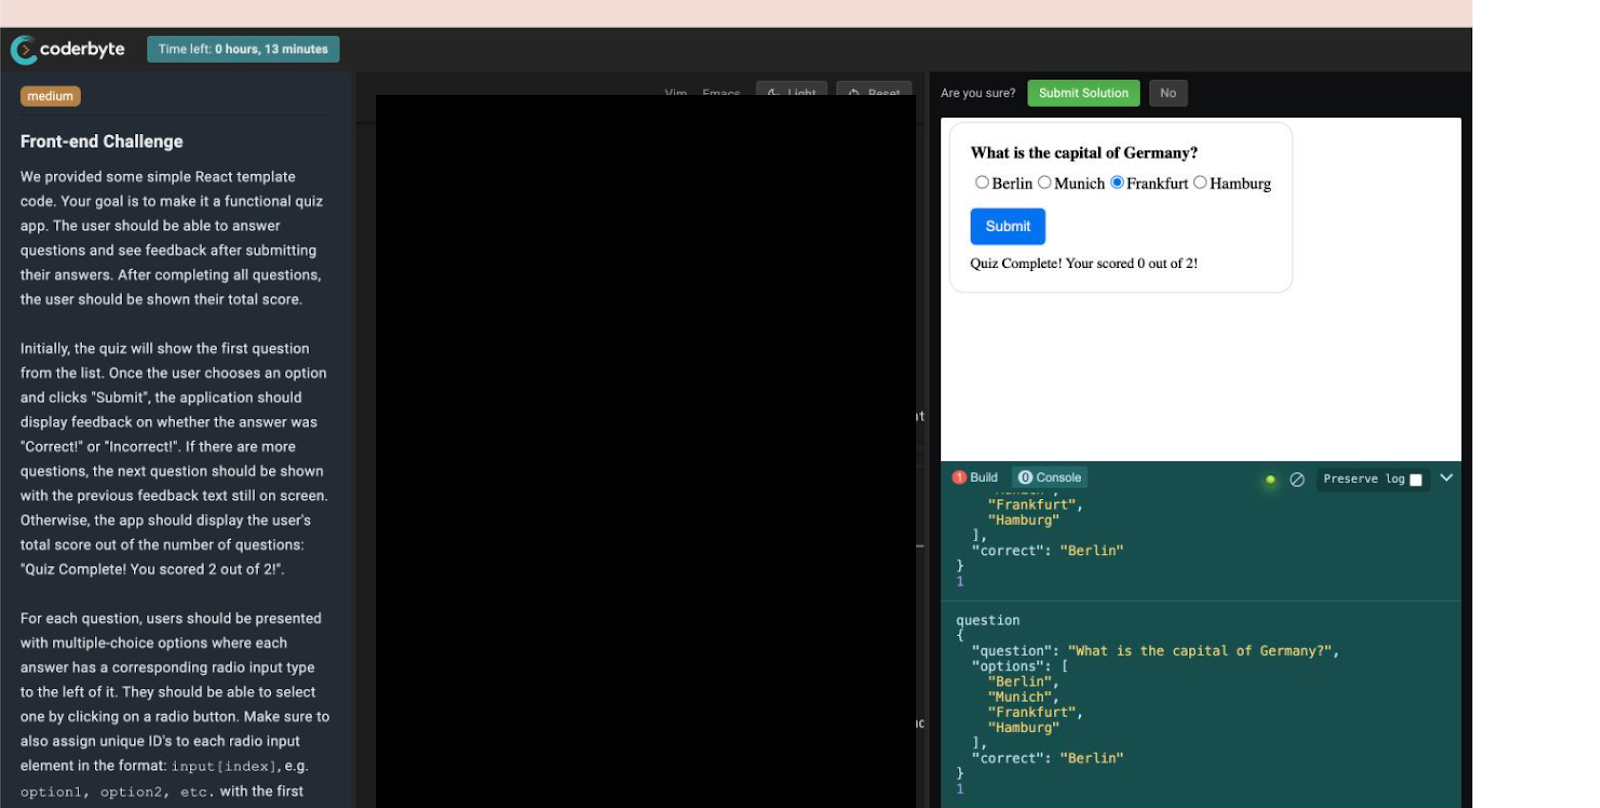 coderbyte
Time left: 0 hours, 13 minutes
medium
Front-end Challenge
We provided some simple React template
code. Your goal is to make it a functional quiz
app. The user should be able to answer
questions and see feedback after submitting
their answers. After completing all questions,
the user should be shown their total score.
Initially, the quiz will show the first question
from the list. Once the user chooses an option
and clicks "Submit", the application should
display feedback on whether the answer was
"Correct!" or "Incorrect!". If there are more
questions, the next question should be shown
with the previous feedback text still on screen.
Otherwise, the app should display the user's
total score out of the number of questions:
"Quiz Complete! You scored 2 out of 2!".
For each question, users should be presented
with multiple-choice options where each
answer has a corresponding radio input type
to the left of it. They should be able to select
one by clicking on a radio button. Make sure to
also assign unique ID's to each radio input
element in the format: input[index], e.g.
option1, option2, etc. with the first
Vim Emacs Light Reset
Are you sure? Submit Solution No
What is the capital of Germany?
Berlin Munich Frankfurt Hamburg
Submit
Quiz Complete! Your scored 0 out of 2!
1 Build 0 Console Preserve log
"Frankfurt",
"Hamburg"
],
"correct": "Berlin"
}
1
question
{
"question": "What is the capital of Germany?",
"options": [
"Berlin",
"Munich",
"Frankfurt",
"Hamburg"
],
"correct": "Berlin"
}
1